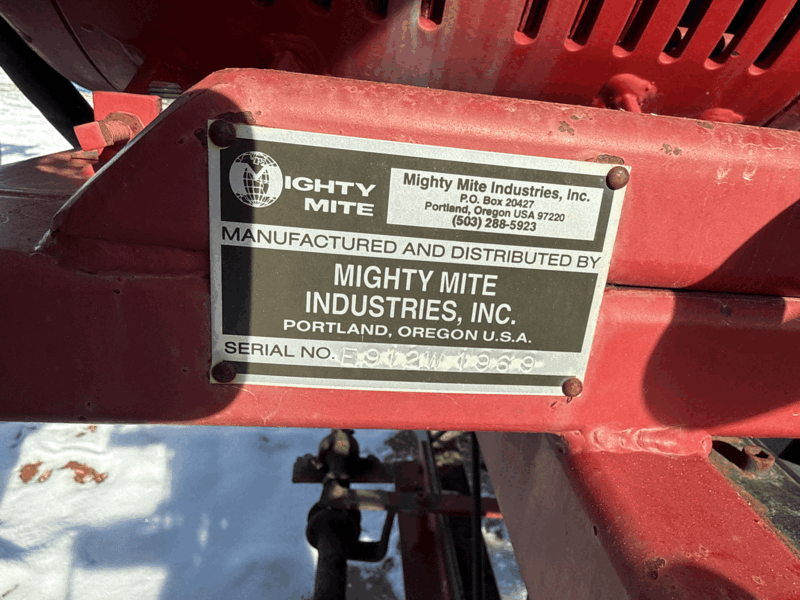 MIGHTY
MITE
Mighty Mite Industries, Inc.
P.O. Box 20427
Portland, Oregon USA 97220
(503) 288-5923
MANUFACTURED AND DISTRIBUTED BY
MIGHTY MITE
INDUSTRIES, INC.
PORTLAND, OREGON U.S.A.
SERIAL NO. E912W1969